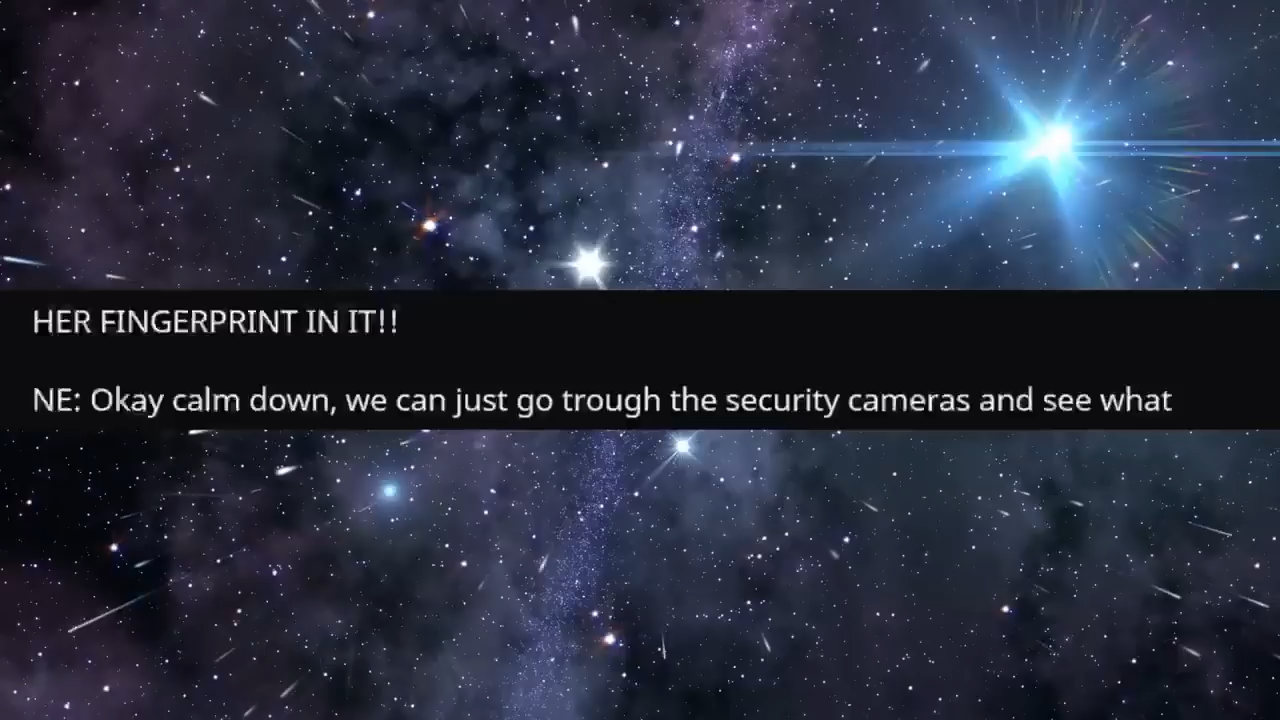 HER FINGERPRINT IN IT!!
NE: Okay calm down, we can just go trough the security cameras and see what